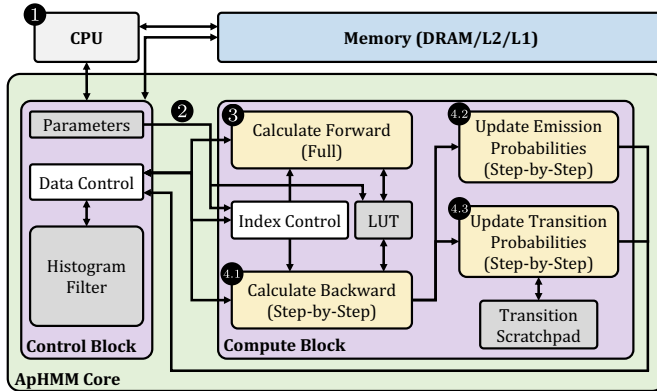 1
CPU
Memory (DRAM/L2/L1)
2
Parameters
Data Control
Histogram
Filter
Control Block
3
Calculate Forward
(Full)
Index Control
LUT
4.1
Calculate Backward
(Step-by-Step)
4.2
Update Emission
Probabilities
(Step-by-Step)
4.3
Update Transition
Probabilities
(Step-by-Step)
Transition
Scratchpad
Compute Block
ApHMM Core